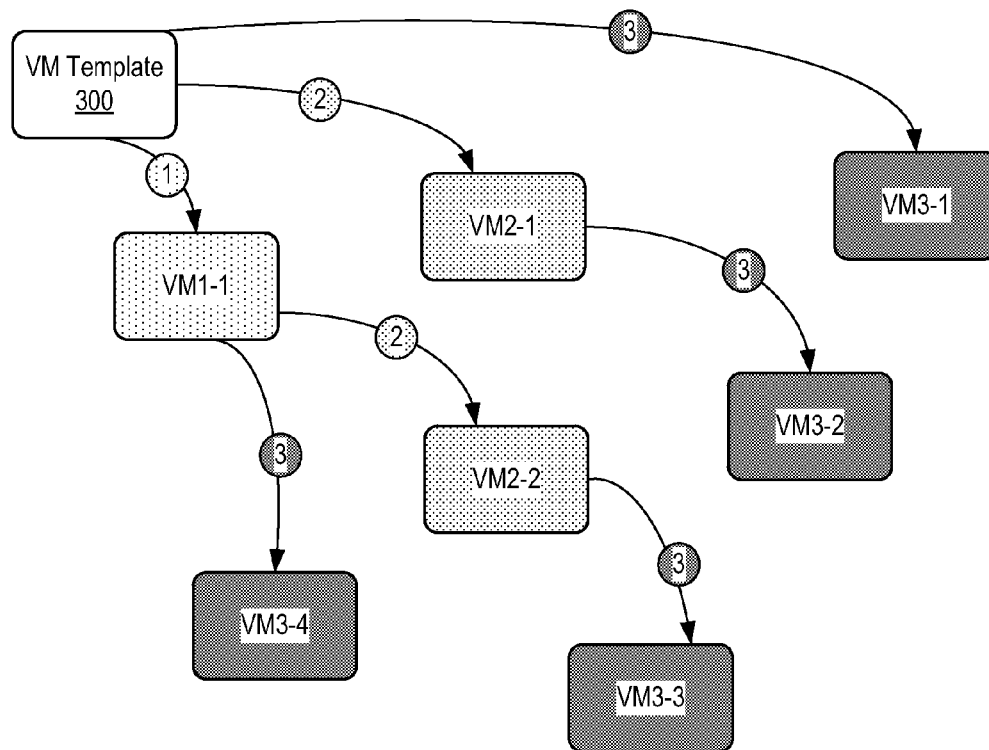 3
VM Template
300
2
1
VM3-1
VM2-1
3
VM1-1
2
VM3-2
3
VM2-2
3
VM3-4
VM3-3